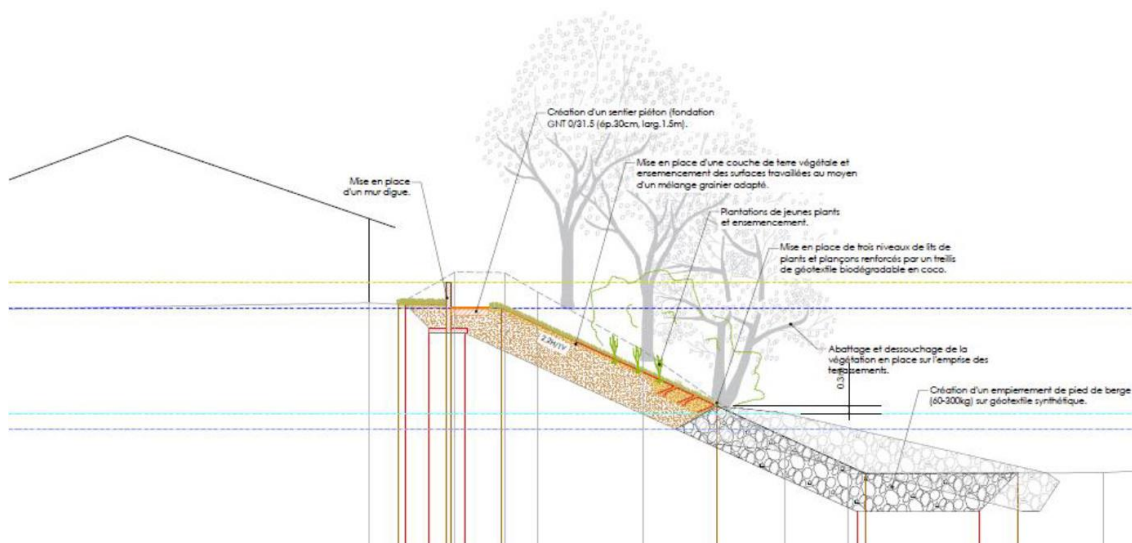 Création d'un sentier piéton (fondation
GNT 0/31.5 (ép.30cm, larg.1.5m).
Mise en place d'une couche de terre végétale et
ensemencement des surfaces travaillées au moyen
d'un mélange grainier adapté.
Mise en place
d'un mur digue.
Plantations de jeunes plants
et ensemencement.
Mise en place de trois niveaux de lits de
plants et plançons renforcés par un treillis
de géotextile biodégradable en coco.
2.2H/1V
Abattage et dessouchage de la
végétation en place sur l'emprise des
terrassements.
Création d'un empierrement de pied de berge
(60-300kg) sur géotextile synthétique.